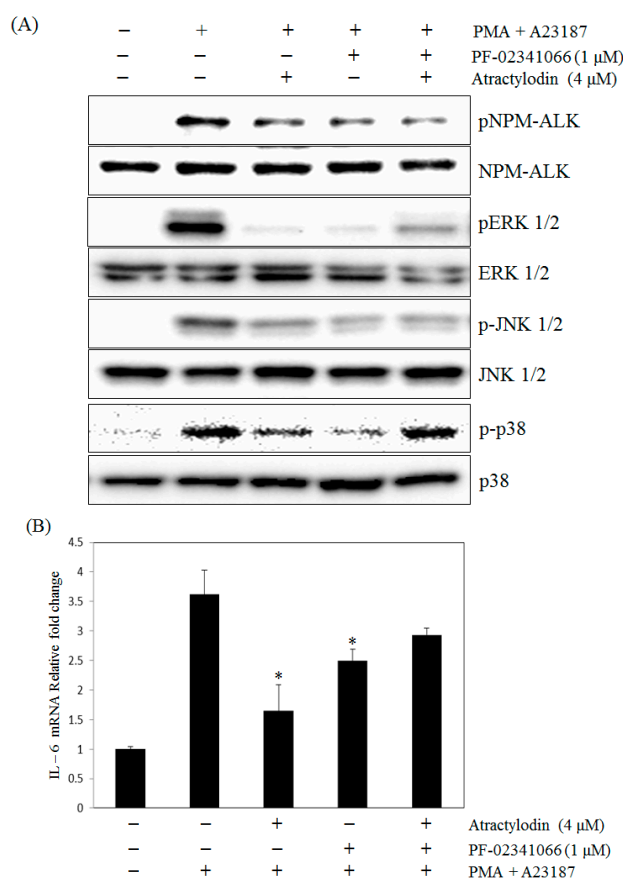 (A)
− + + + + PMA + A23187
− − − + + PF-02341066 (1 μM)
− − + − + Atractylodin (4 μM)
pNPM-ALK
NPM-ALK
pERK 1/2
ERK 1/2
p-JNK 1/2
JNK 1/2
p-p38
p38
(B)
IL – 6 mRNA Relative fold change
4.5
4
3.5
3
2.5
2
1.5
1
0.5
0
*
*
− − + − + Atractylodin (4 μM)
− − − + + PF-02341066 (1 μM)
− + + + + PMA + A23187